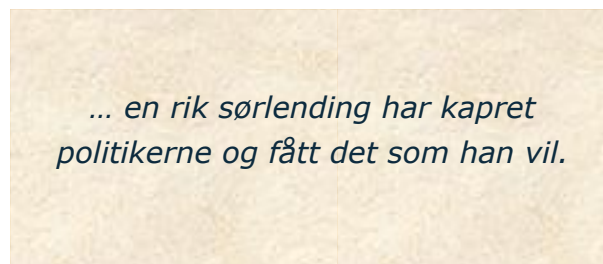 … en rik sørlending har kapret
politikerne og fått det som han vil.